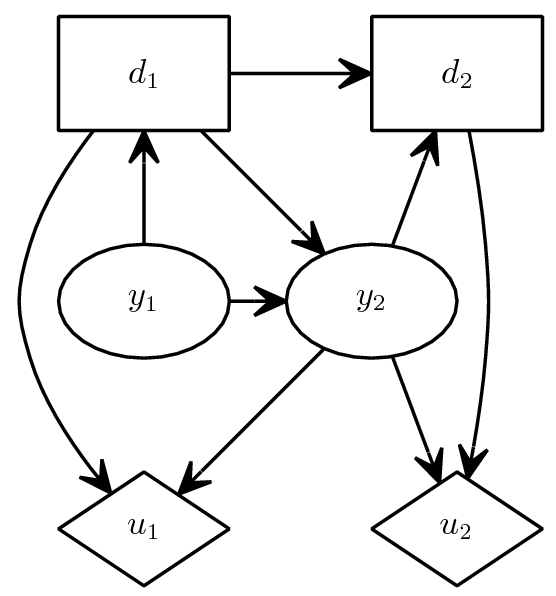 d₁ d₂
y₁ y₂
u₁ u₂